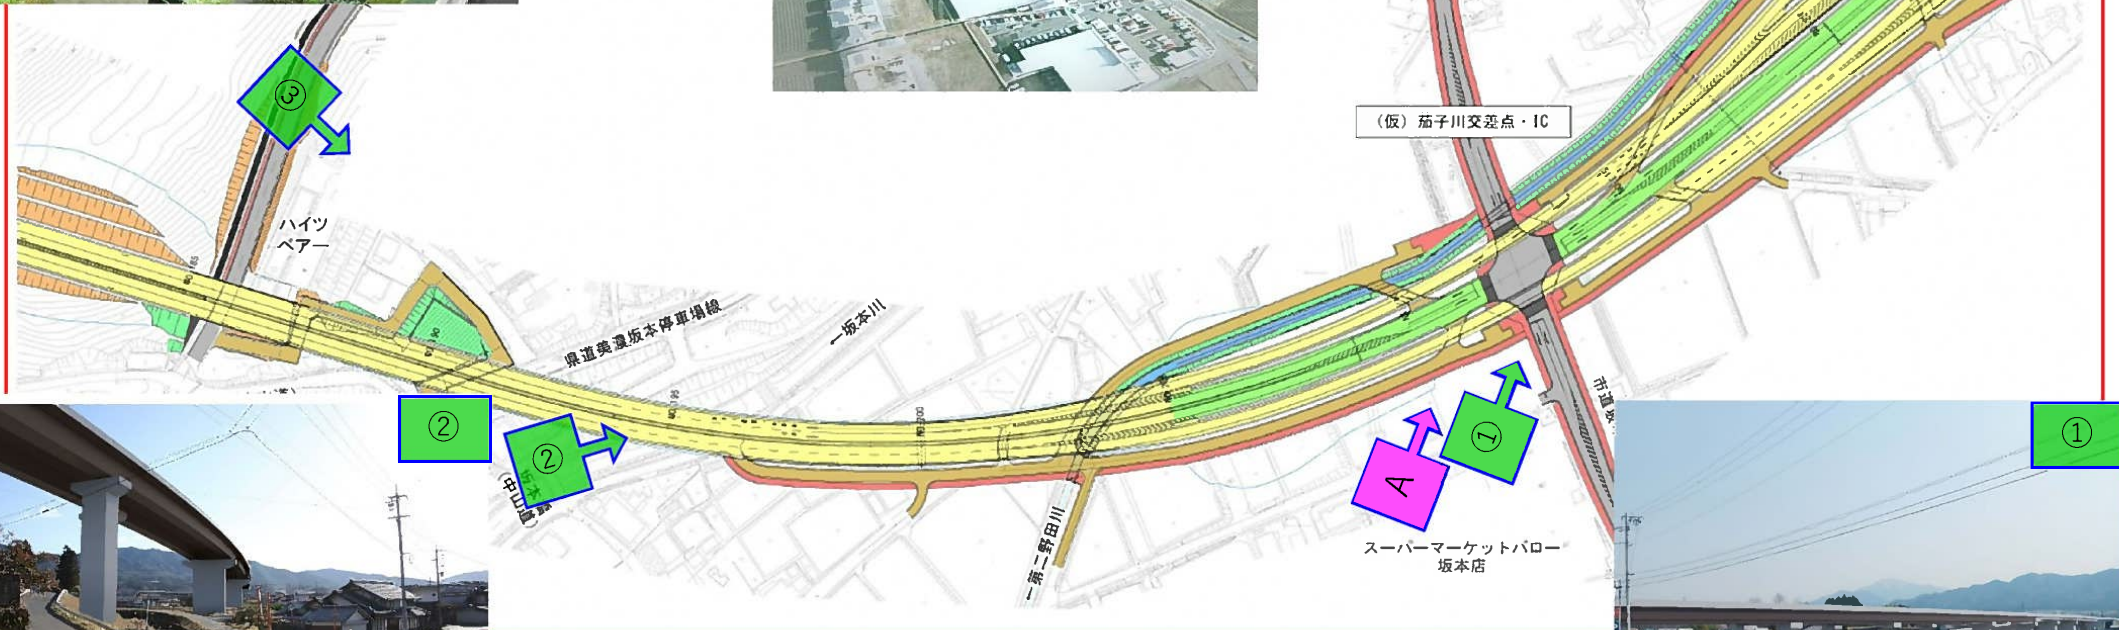 ③
(仮) 茄子川交差点・IC
ハイツ
ベアー
県道美濃坂本停車場線
←坂本川
②
②
①
A
①
←第二野田川
(中山道)
スーパーマーケットバロー
坂本店